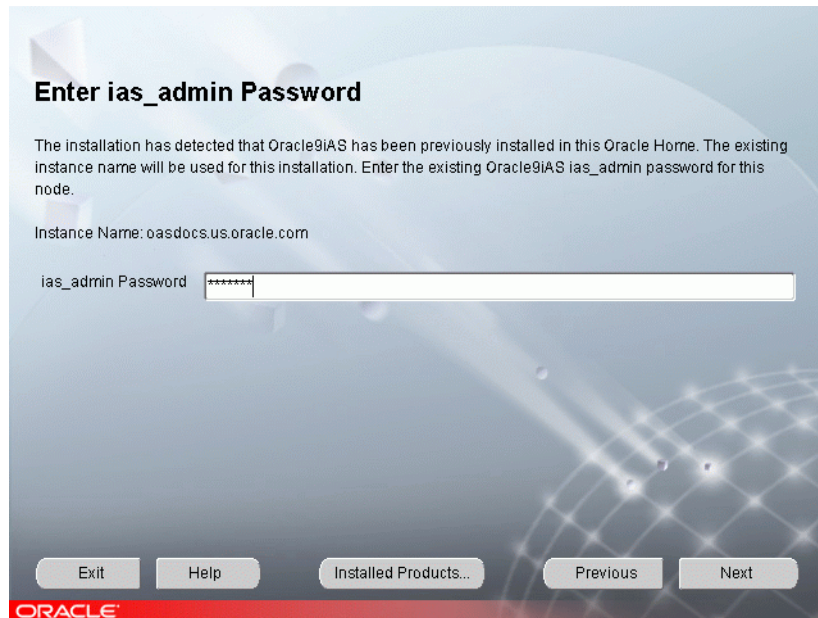 Enter ias_admin Password
The installation has detected that Oracle9iAS has been previously installed in this Oracle Home. The existing
instance name will be used for this installation. Enter the existing Oracle9iAS ias_admin password for this
node.
Instance Name: oasdocs.us.oracle.com
ias_admin Password *******
Exit Help Installed Products... Previous Next
ORACLE